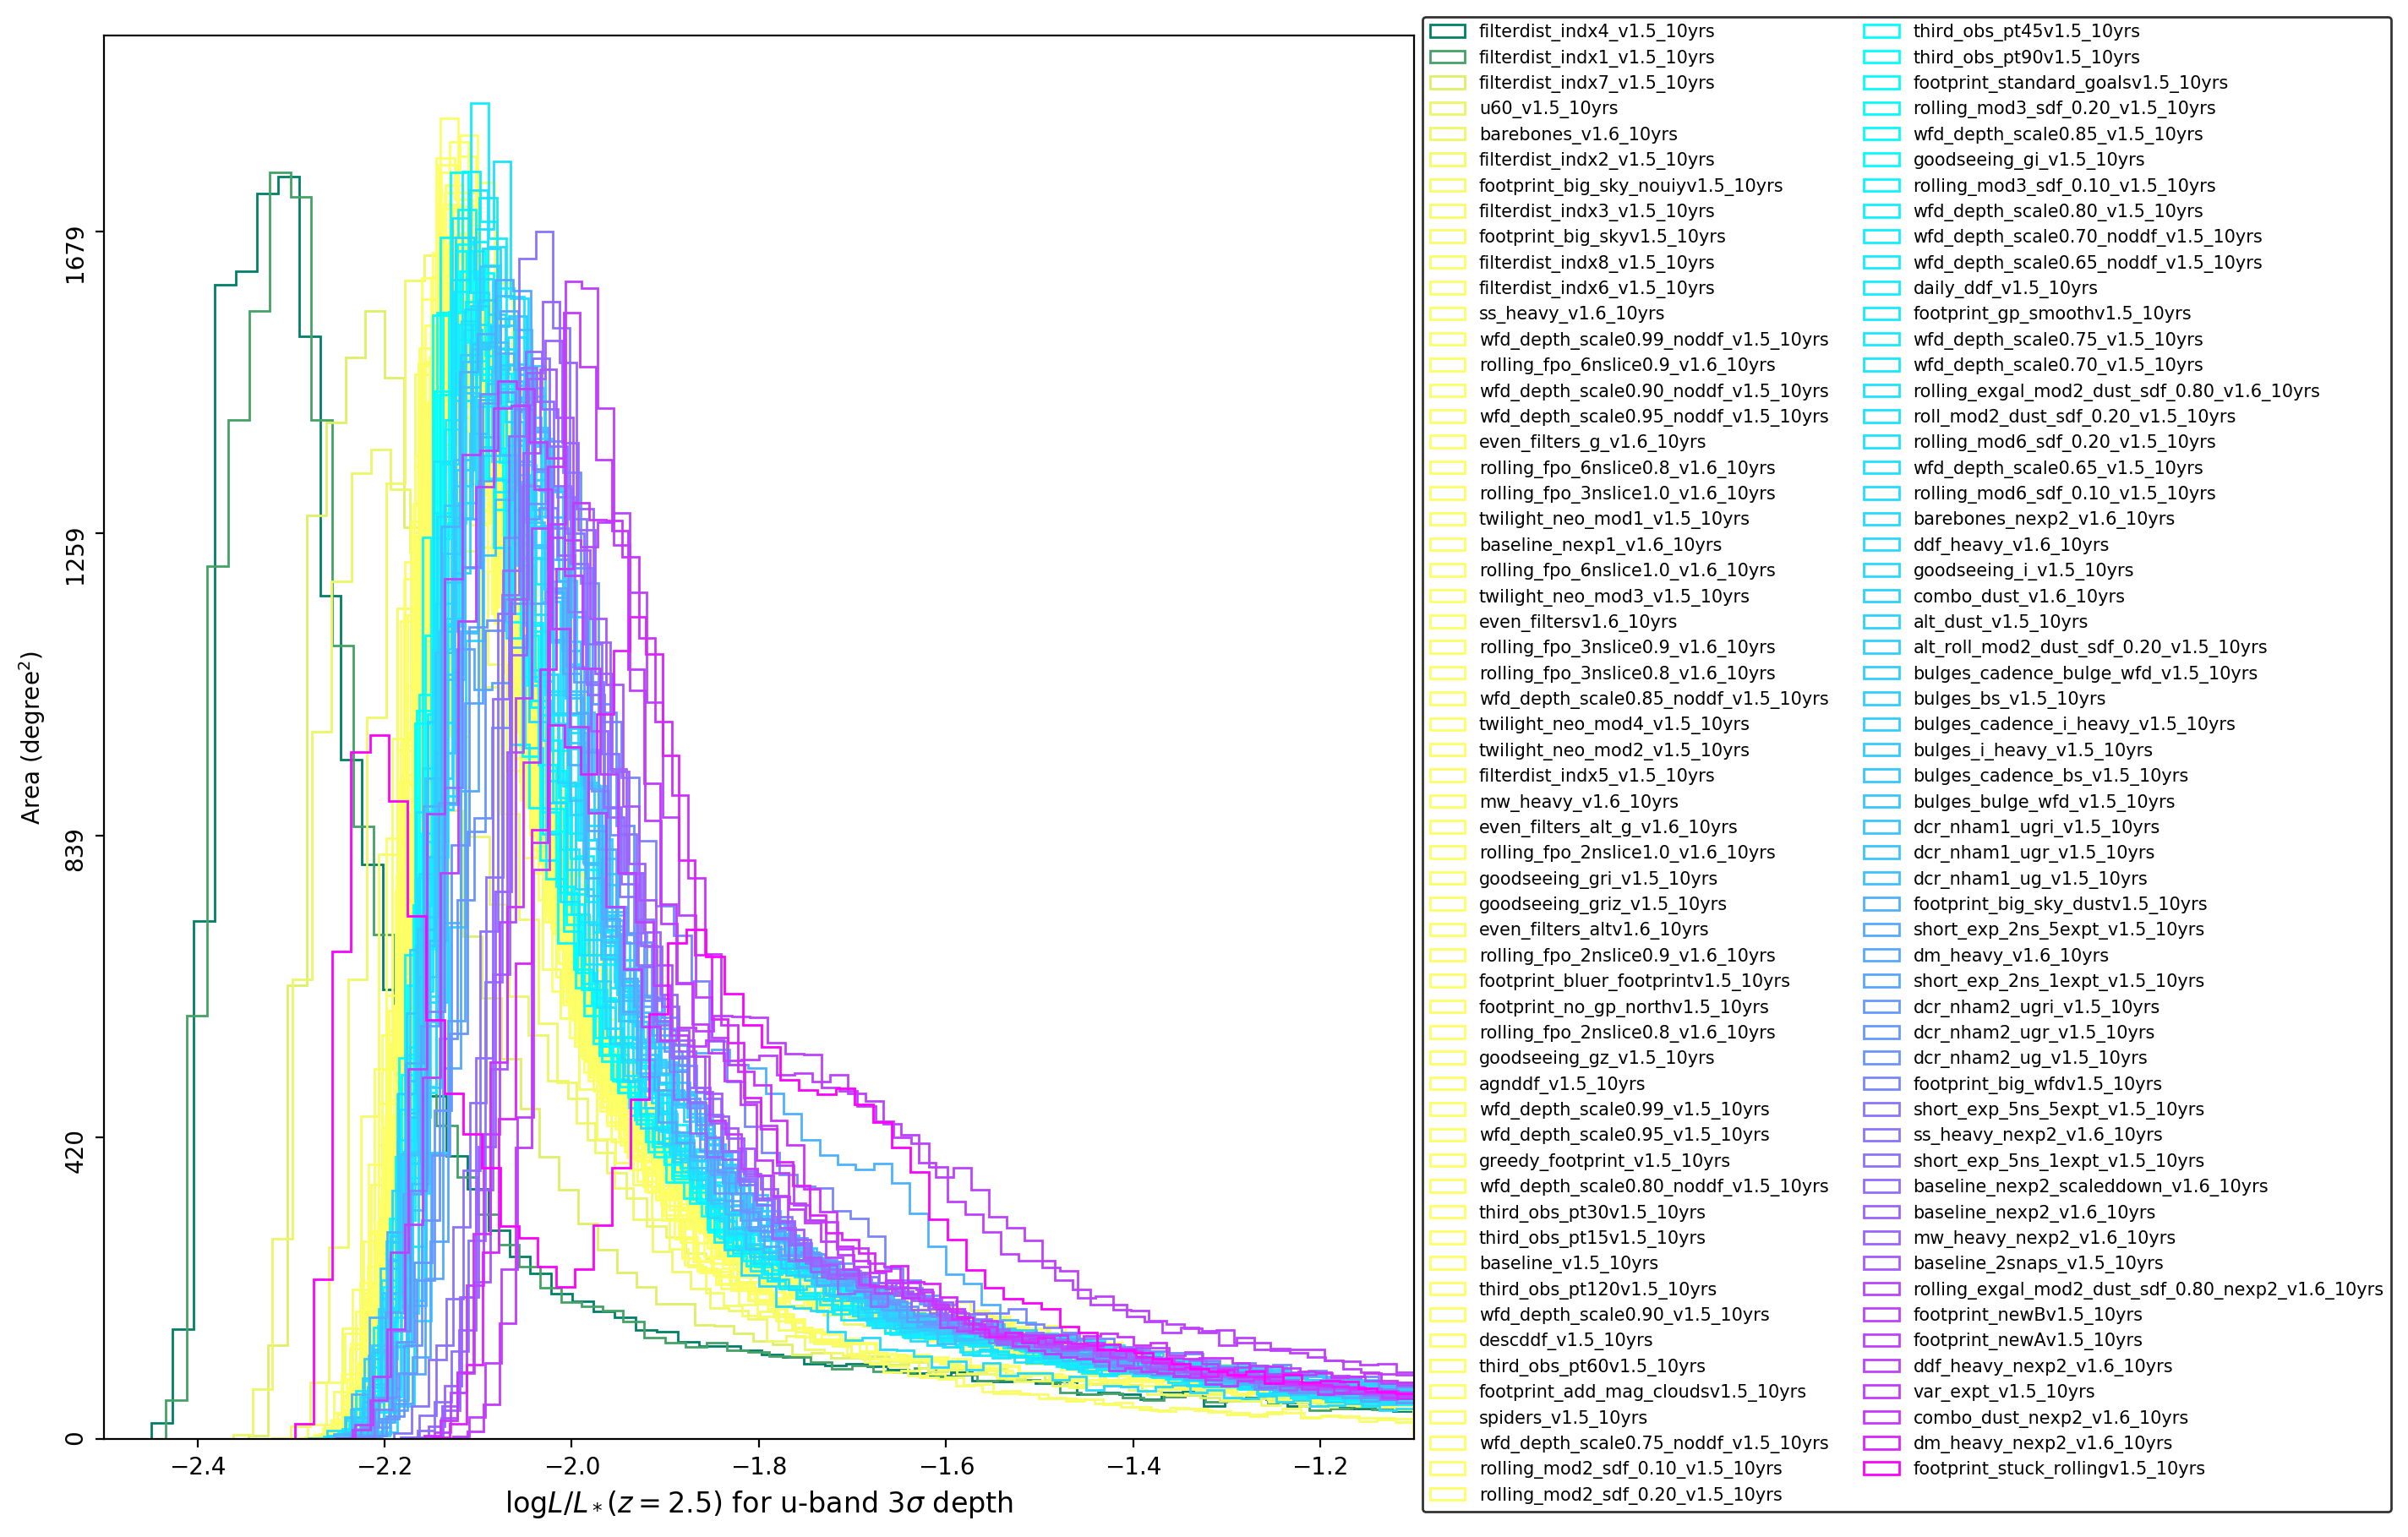 1679
1259
839
420
0
Area (degree²)
−2.4
−2.2
−2.0
−1.8
−1.6
−1.4
−1.2
logL/L*(z = 2.5) for u-band 3σ depth
filterdist_indx4_v1.5_10yrs
filterdist_indx1_v1.5_10yrs
filterdist_indx7_v1.5_10yrs
u60_v1.5_10yrs
barebones_v1.6_10yrs
filterdist_indx2_v1.5_10yrs
footprint_big_sky_nouiyv1.5_10yrs
filterdist_indx3_v1.5_10yrs
footprint_big_skyv1.5_10yrs
filterdist_indx8_v1.5_10yrs
filterdist_indx6_v1.5_10yrs
ss_heavy_v1.6_10yrs
wfd_depth_scale0.99_noddf_v1.5_10yrs
rolling_fpo_6nslice0.9_v1.6_10yrs
wfd_depth_scale0.90_noddf_v1.5_10yrs
wfd_depth_scale0.95_noddf_v1.5_10yrs
even_filters_g_v1.6_10yrs
rolling_fpo_6nslice0.8_v1.6_10yrs
rolling_fpo_3nslice1.0_v1.6_10yrs
twilight_neo_mod1_v1.5_10yrs
baseline_nexp1_v1.6_10yrs
rolling_fpo_6nslice1.0_v1.6_10yrs
twilight_neo_mod3_v1.5_10yrs
even_filtersv1.6_10yrs
rolling_fpo_3nslice0.9_v1.6_10yrs
rolling_fpo_3nslice0.8_v1.6_10yrs
wfd_depth_scale0.85_noddf_v1.5_10yrs
twilight_neo_mod4_v1.5_10yrs
twilight_neo_mod2_v1.5_10yrs
filterdist_indx5_v1.5_10yrs
mw_heavy_v1.6_10yrs
even_filters_alt_g_v1.6_10yrs
rolling_fpo_2nslice1.0_v1.6_10yrs
goodseeing_gri_v1.5_10yrs
goodseeing_griz_v1.5_10yrs
even_filters_altv1.6_10yrs
rolling_fpo_2nslice0.9_v1.6_10yrs
footprint_bluer_footprintv1.5_10yrs
footprint_no_gp_northv1.5_10yrs
rolling_fpo_2nslice0.8_v1.6_10yrs
goodseeing_gz_v1.5_10yrs
agnddf_v1.5_10yrs
wfd_depth_scale0.99_v1.5_10yrs
wfd_depth_scale0.95_v1.5_10yrs
greedy_footprint_v1.5_10yrs
wfd_depth_scale0.80_noddf_v1.5_10yrs
third_obs_pt30v1.5_10yrs
third_obs_pt15v1.5_10yrs
baseline_v1.5_10yrs
third_obs_pt120v1.5_10yrs
wfd_depth_scale0.90_v1.5_10yrs
descddf_v1.5_10yrs
third_obs_pt60v1.5_10yrs
footprint_add_mag_cloudsv1.5_10yrs
spiders_v1.5_10yrs
wfd_depth_scale0.75_noddf_v1.5_10yrs
rolling_mod2_sdf_0.10_v1.5_10yrs
rolling_mod2_sdf_0.20_v1.5_10yrs
third_obs_pt45v1.5_10yrs
third_obs_pt90v1.5_10yrs
footprint_standard_goalsv1.5_10yrs
rolling_mod3_sdf_0.20_v1.5_10yrs
wfd_depth_scale0.85_v1.5_10yrs
goodseeing_gi_v1.5_10yrs
rolling_mod3_sdf_0.10_v1.5_10yrs
wfd_depth_scale0.80_v1.5_10yrs
wfd_depth_scale0.70_noddf_v1.5_10yrs
wfd_depth_scale0.65_noddf_v1.5_10yrs
daily_ddf_v1.5_10yrs
footprint_gp_smoothv1.5_10yrs
wfd_depth_scale0.75_v1.5_10yrs
wfd_depth_scale0.70_v1.5_10yrs
rolling_exgal_mod2_dust_sdf_0.80_v1.6_10yrs
roll_mod2_dust_sdf_0.20_v1.5_10yrs
rolling_mod6_sdf_0.20_v1.5_10yrs
wfd_depth_scale0.65_v1.5_10yrs
rolling_mod6_sdf_0.10_v1.5_10yrs
barebones_nexp2_v1.6_10yrs
ddf_heavy_v1.6_10yrs
goodseeing_i_v1.5_10yrs
combo_dust_v1.6_10yrs
alt_dust_v1.5_10yrs
alt_roll_mod2_dust_sdf_0.20_v1.5_10yrs
bulges_cadence_bulge_wfd_v1.5_10yrs
bulges_bs_v1.5_10yrs
bulges_cadence_i_heavy_v1.5_10yrs
bulges_i_heavy_v1.5_10yrs
bulges_cadence_bs_v1.5_10yrs
bulges_bulge_wfd_v1.5_10yrs
dcr_nham1_ugri_v1.5_10yrs
dcr_nham1_ugr_v1.5_10yrs
dcr_nham1_ug_v1.5_10yrs
footprint_big_sky_dustv1.5_10yrs
short_exp_2ns_5expt_v1.5_10yrs
dm_heavy_v1.6_10yrs
short_exp_2ns_1expt_v1.5_10yrs
dcr_nham2_ugri_v1.5_10yrs
dcr_nham2_ugr_v1.5_10yrs
dcr_nham2_ug_v1.5_10yrs
footprint_big_wfdv1.5_10yrs
short_exp_5ns_5expt_v1.5_10yrs
ss_heavy_nexp2_v1.6_10yrs
short_exp_5ns_1expt_v1.5_10yrs
baseline_nexp2_scaleddown_v1.6_10yrs
baseline_nexp2_v1.6_10yrs
mw_heavy_nexp2_v1.6_10yrs
baseline_2snaps_v1.5_10yrs
rolling_exgal_mod2_dust_sdf_0.80_nexp2_v1.6_10yrs
footprint_newBv1.5_10yrs
footprint_newAv1.5_10yrs
ddf_heavy_nexp2_v1.6_10yrs
var_expt_v1.5_10yrs
combo_dust_nexp2_v1.6_10yrs
dm_heavy_nexp2_v1.6_10yrs
footprint_stuck_rollingv1.5_10yrs